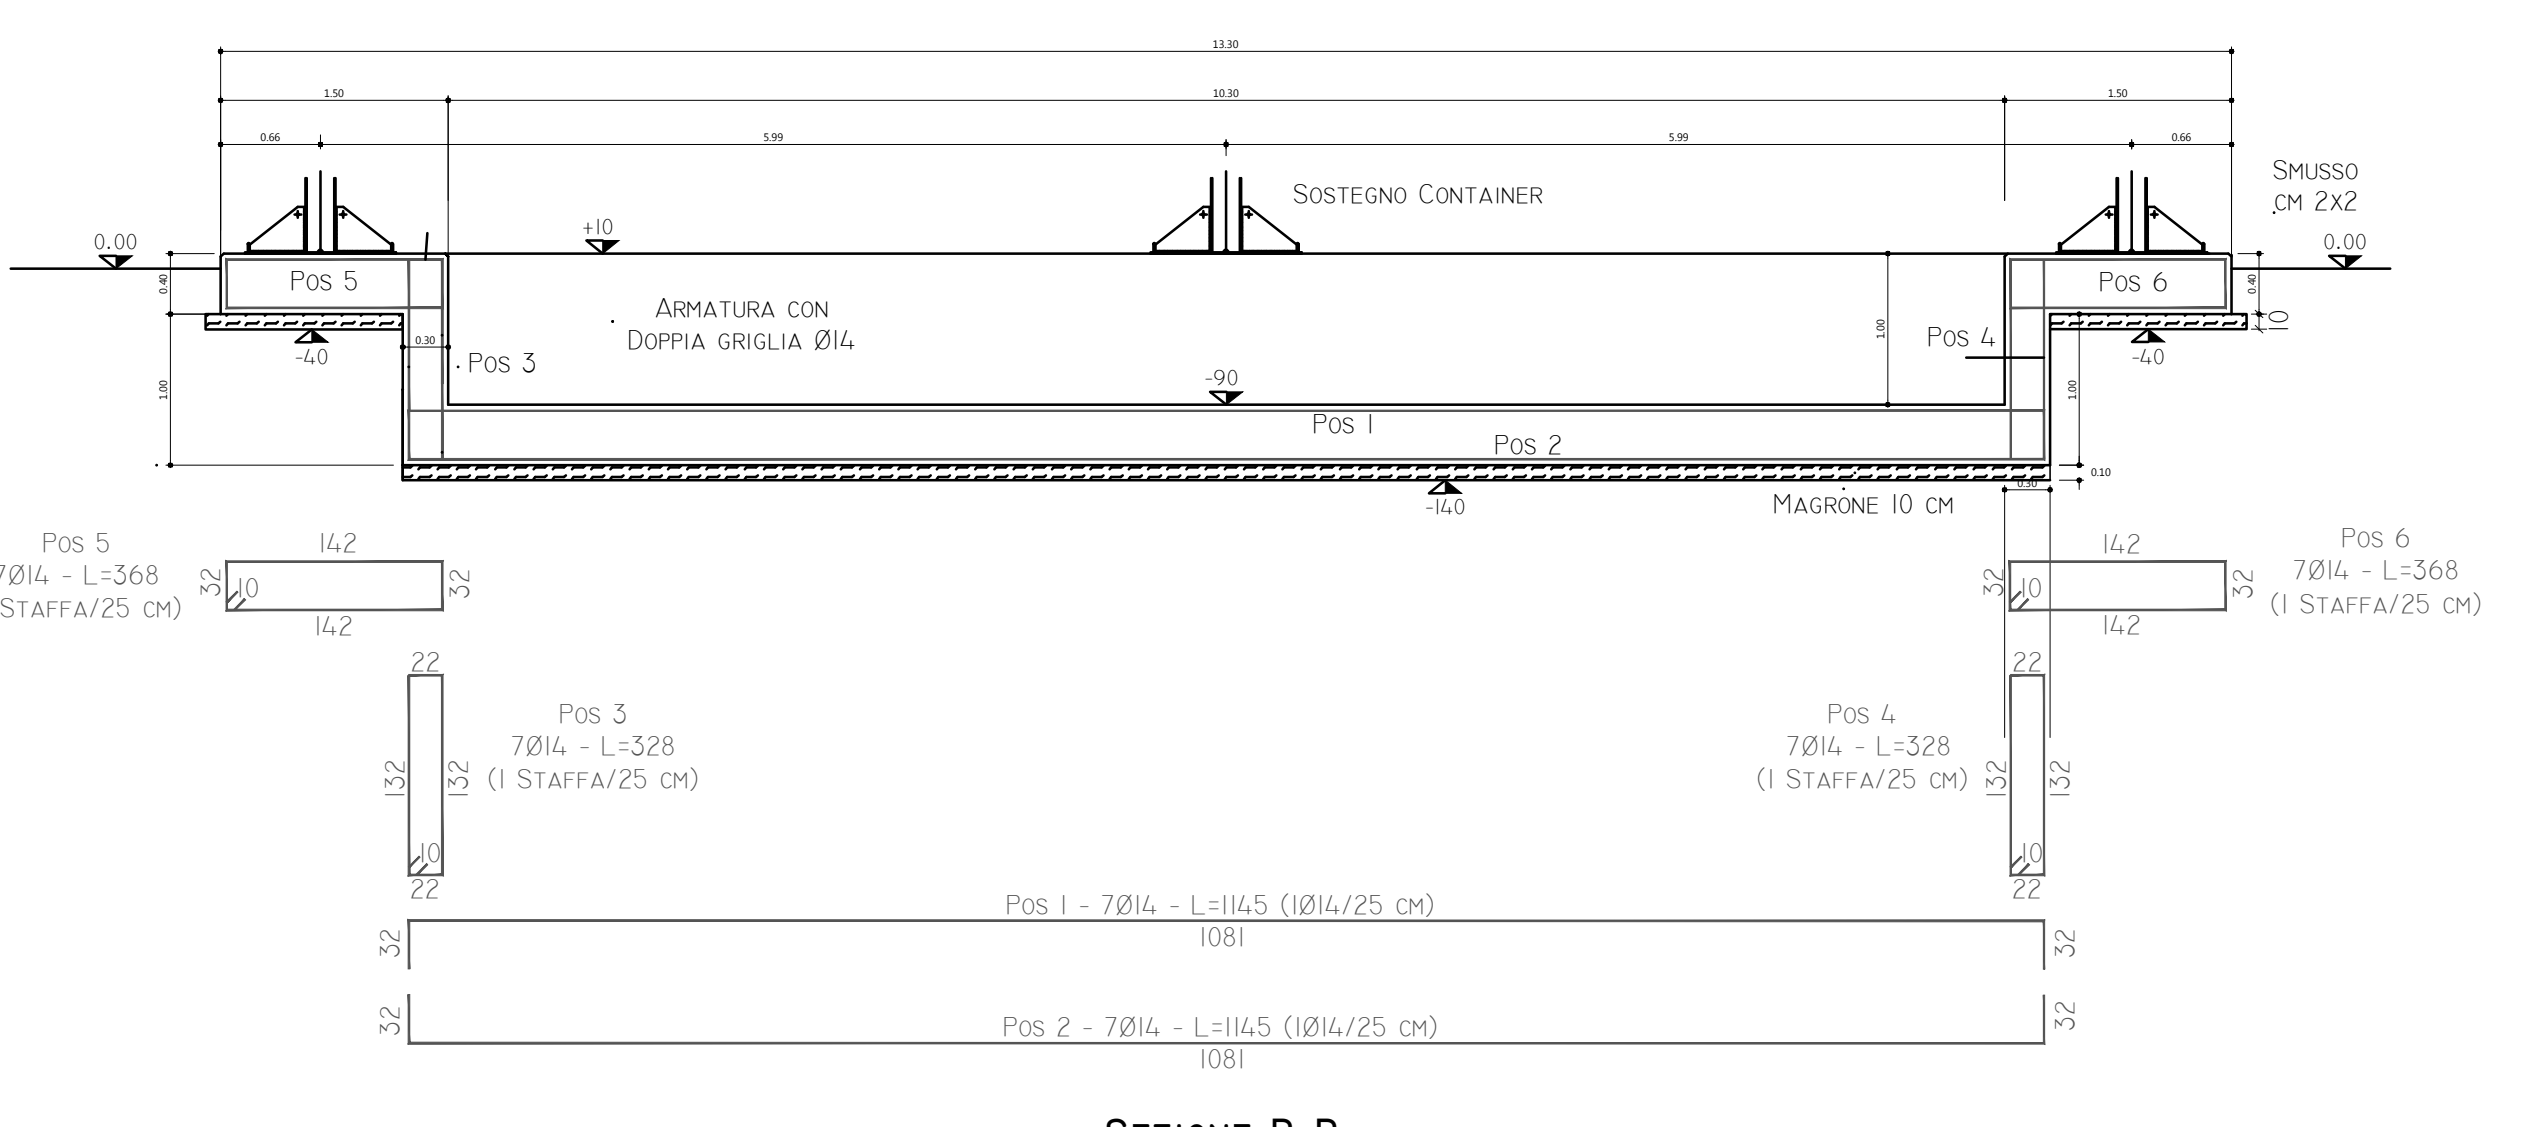 13.30
1.50
10.30
1.50
0.66
5.99
5.99
0.66
Smusso
cm 2x2
Sostegno Container
0.00
+10
0.00
Pos 5
Pos 6
0.40
0.40
10
Armatura con
Doppia griglia Ø14
1.00
Pos 4
-40
0.30
Pos 3
-40
-90
1.00
1.00
Pos 1
Pos 2
0.10
0.30
-140
Magrone 10 cm
Pos 5
7Ø14 - L=368
Staffa/25 cm)
142
32
10
32
142
142
32
10
32
142
Pos 6
7Ø14 - L=368
(1 Staffa/25 cm)
22
132
132
10
22
Pos 3
7Ø14 - L=328
(1 Staffa/25 cm)
Pos 4
7Ø14 - L=328
(1 Staffa/25 cm)
22
132
132
10
22
Pos 1 - 7Ø14 - L=1145 (1Ø14/25 cm)
32
1081
32
Pos 2 - 7Ø14 - L=1145 (1Ø14/25 cm)
32
1081
32